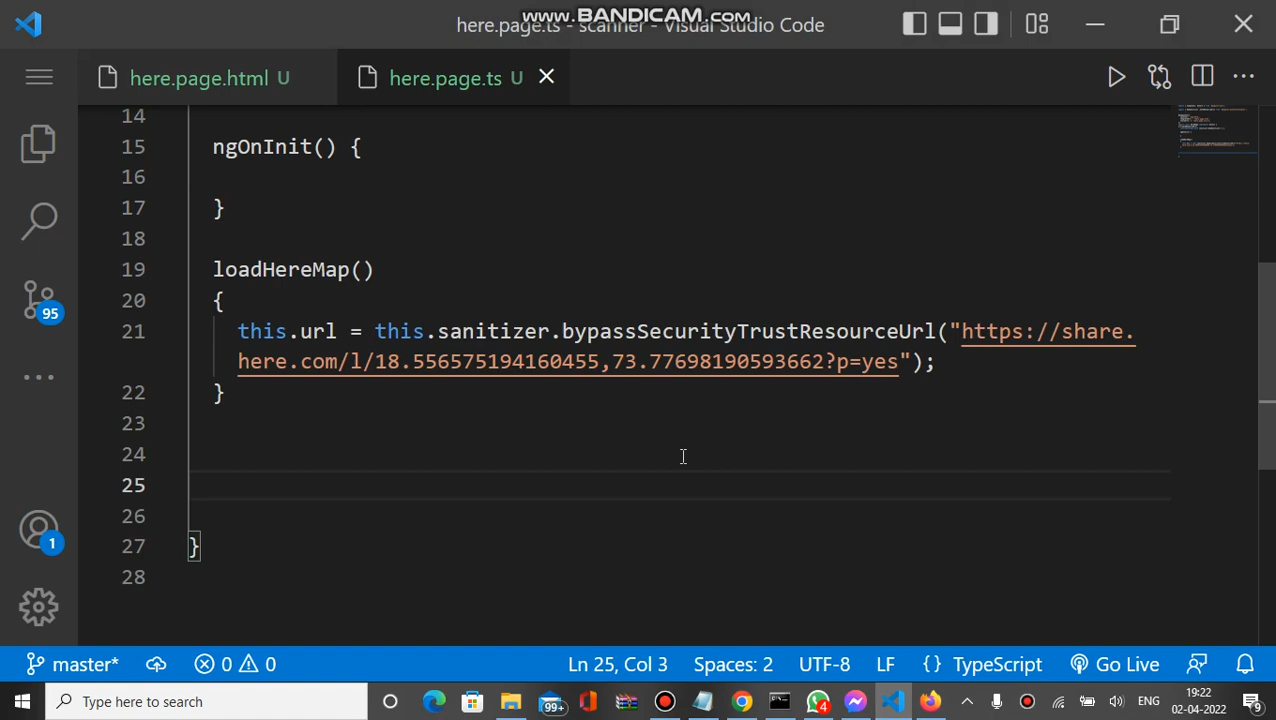 www.BANDICAM.com
here.page.ts - scanner - Visual Studio Code
here.page.html U
here.page.ts U
14
15 ngOnInit() {
16
17 }
18
19 loadHereMap()
20 {
21 this.url = this.sanitizer.bypassSecurityTrustResourceUrl("https://share.
here.com/l/18.556575194160455,73.77698190593662?p=yes");
22 }
23
24
25
26
27 }
28
95
1
master*
0 0
Ln 25, Col 3
Spaces: 2
UTF-8
LF
{} TypeScript
Go Live
Type here to search
99+
4
ENG
19:22
02-04-2022
9